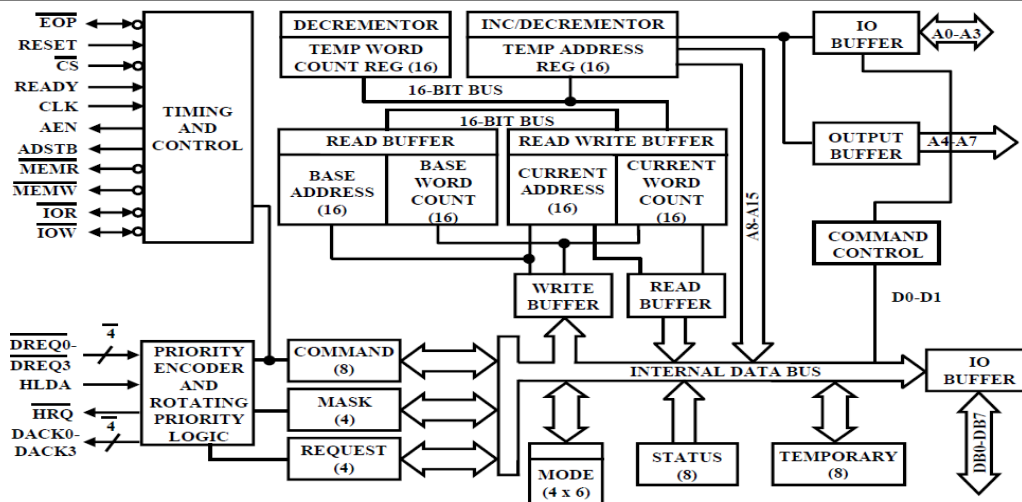 EOP
RESET
CS
READY
CLK
AEN
ADSTB
MEMR
MEMW
IOR
IOW
TIMING
AND
CONTROL
DECREMENTOR
TEMP WORD
COUNT REG (16)
INC/DECREMENTOR
TEMP ADDRESS
REG (16)
IO
BUFFER
A0-A3
16-BIT BUS
16-BIT BUS
READ BUFFER
BASE
ADDRESS
(16)
BASE
WORD
COUNT
(16)
READ WRITE BUFFER
CURRENT
ADDRESS
(16)
CURRENT
WORD
COUNT
(16)
A8-A15
OUTPUT
BUFFER
A4-A7
COMMAND
CONTROL
D0-D1
WRITE
BUFFER
READ
BUFFER
DREQ0-
DREQ3
4
HLDA
HRQ
DACK0-
DACK3
4
PRIORITY
ENCODER
AND
ROTATING
PRIORITY
LOGIC
COMMAND
(8)
MASK
(4)
REQUEST
(4)
INTERNAL DATA BUS
MODE
(4 x 6)
STATUS
(8)
TEMPORARY
(8)
IO
BUFFER
DB0-DB7